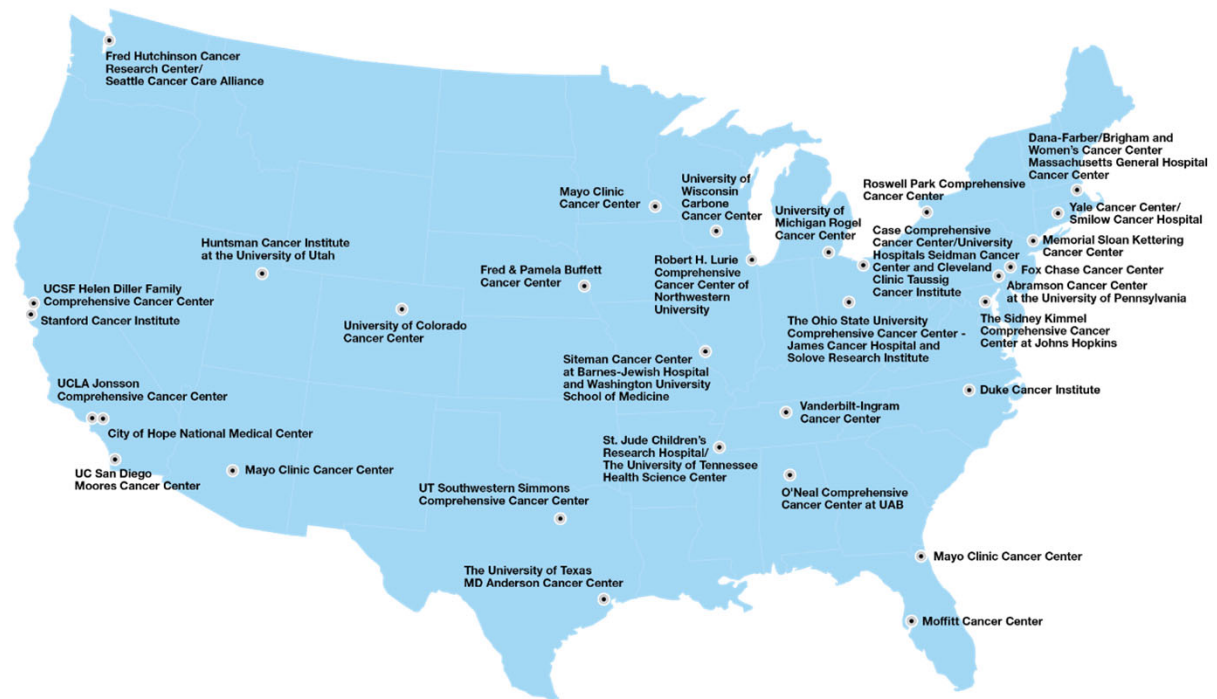 Fred Hutchinson Cancer
Research Center/
Seattle Cancer Care Alliance
Dana-Farber/Brigham and
Women's Cancer Center
Massachusetts General Hospital
Cancer Center
Mayo Clinic
Cancer Center
University of
Wisconsin
Carbone
Cancer Center
Roswell Park Comprehensive
Cancer Center
University of
Michigan Rogel
Cancer Center
Yale Cancer Center/
Smilow Cancer Hospital
Case Comprehensive
Cancer Center/University
Hospitals Seidman Cancer
Center and Cleveland
Clinic Taussig
Cancer Institute
Memorial Sloan Kettering
Cancer Center
Huntsman Cancer Institute
at the University of Utah
Fred & Pamela Buffett
Cancer Center
Robert H. Lurie
Comprehensive
Cancer Center of
Northwestern
University
Fox Chase Cancer Center
Abramson Cancer Center
at the University of Pennsylvania
UCSF Helen Diller Family
Comprehensive Cancer Center
Stanford Cancer Institute
University of Colorado
Cancer Center
The Ohio State University
Comprehensive Cancer Center -
James Cancer Hospital and
Solove Research Institute
The Sidney Kimmel
Comprehensive Cancer
Center at Johns Hopkins
Siteman Cancer Center
at Barnes-Jewish Hospital
and Washington University
School of Medicine
UCLA Jonsson
Comprehensive Cancer Center
Duke Cancer Institute
Vanderbilt-Ingram
Cancer Center
City of Hope National Medical Center
St. Jude Children's
Research Hospital/
The University of Tennessee
Health Science Center
UC San Diego
Moores Cancer Center
Mayo Clinic Cancer Center
UT Southwestern Simmons
Comprehensive Cancer Center
O'Neal Comprehensive
Cancer Center at UAB
Mayo Clinic Cancer Center
The University of Texas
MD Anderson Cancer Center
Moffitt Cancer Center